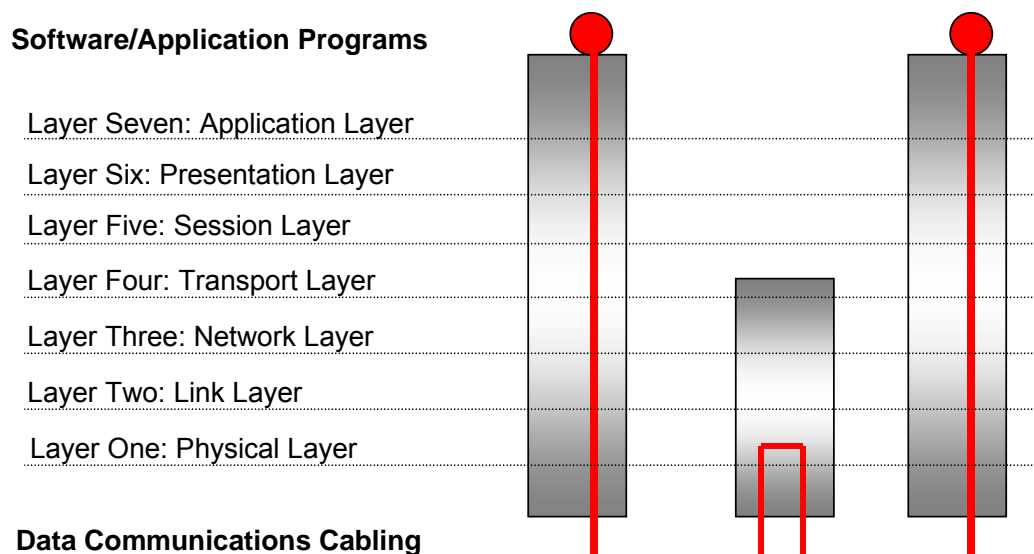 Software/Application Programs
Layer Seven: Application Layer
Layer Six: Presentation Layer
Layer Five: Session Layer
Layer Four: Transport Layer
Layer Three: Network Layer
Layer Two: Link Layer
Layer One: Physical Layer
Data Communications Cabling